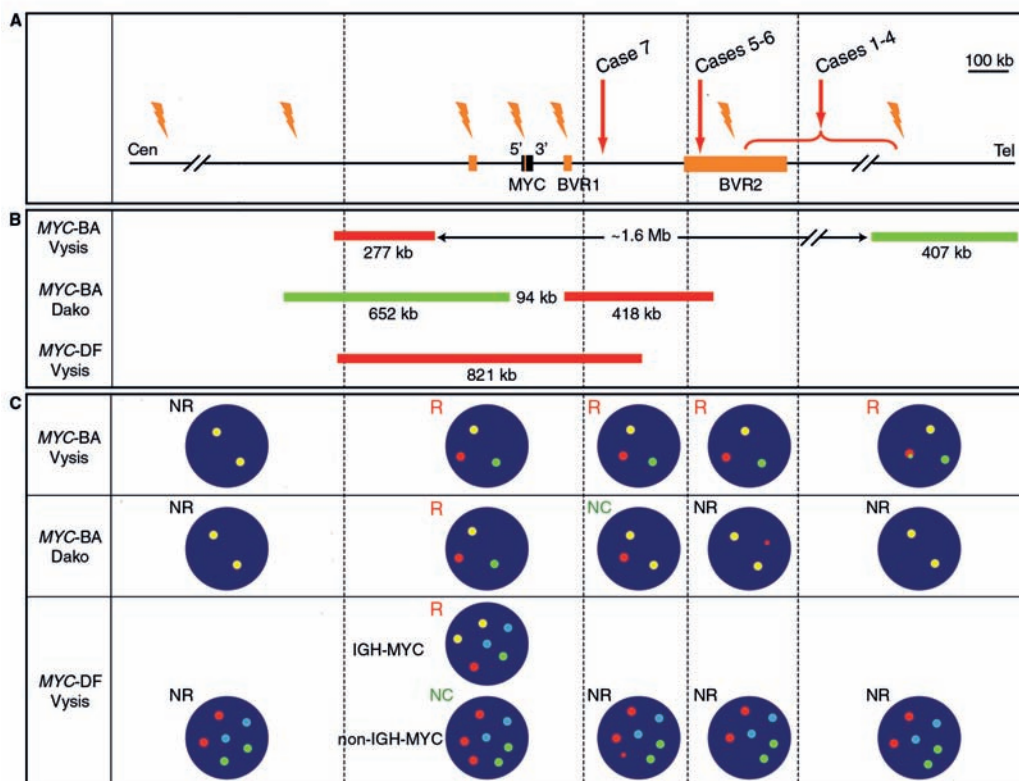 A
Case 7
Cases 5-6
Cases 1-4
100 kb
Cen
5' 3'
Tel
MYC BVR1 BVR2
B
MYC-BA
Vysis
277 kb
~1.6 Mb
407 kb
MYC-BA
Dako
652 kb
94 kb
418 kb
MYC-DF
Vysis
821 kb
C
MYC-BA
Vysis
NR R R R R
MYC-BA
Dako
NR R NC NR NR
MYC-DF
Vysis
R
IGH-MYC
NR NC NR NR NR
non-IGH-MYC